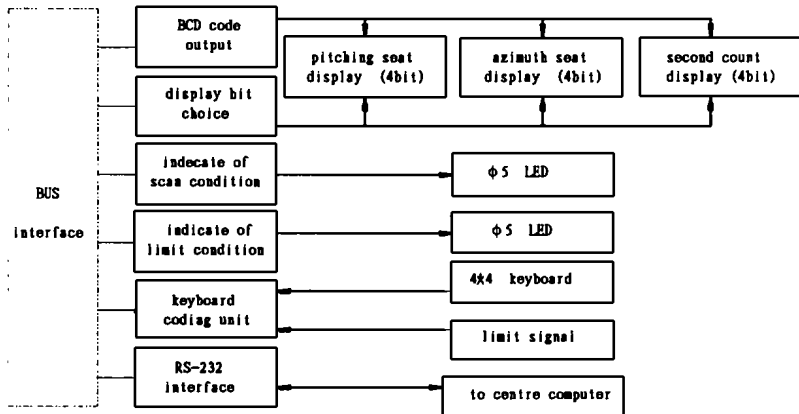 BUS
interface
BCD code
output
display bit
choice
indecate of
scan condition
indicate of
limit condition
keyboard
codiag unit
RS-232
interface
pitching seat
display (4bit)
azimuth seat
display (4bit)
second count
display (4bit)
φ5 LED
φ5 LED
4*4 keyboard
limit signal
to centre computer